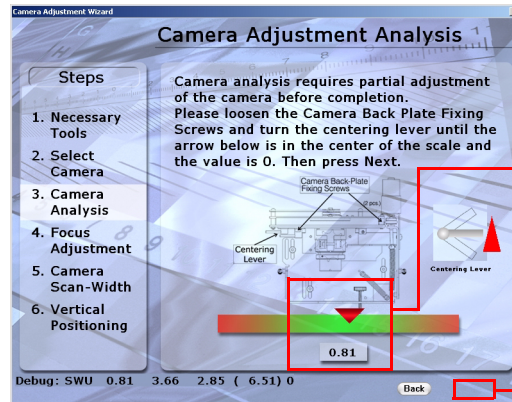 Camera Adjustment Wizard
Camera Adjustment Analysis
Steps
1. Necessary
Tools
2. Select
Camera
3. Camera
Analysis
4. Focus
Adjustment
5. Camera
Scan-Width
6. Vertical
Positioning
Camera analysis requires partial adjustment
of the camera before completion.
Please loosen the Camera Back Plate Fixing
Screws and turn the centering lever until the
arrow below is in the center of the scale and
the value is 0. Then press Next.
Camera Back-Plate
Fixing Screws
(2 pcs.)
Centering
Lever
Centering Lever
0.81
Debug: SWU 0.81 3.66 2.85 ( 6.51) 0
Back